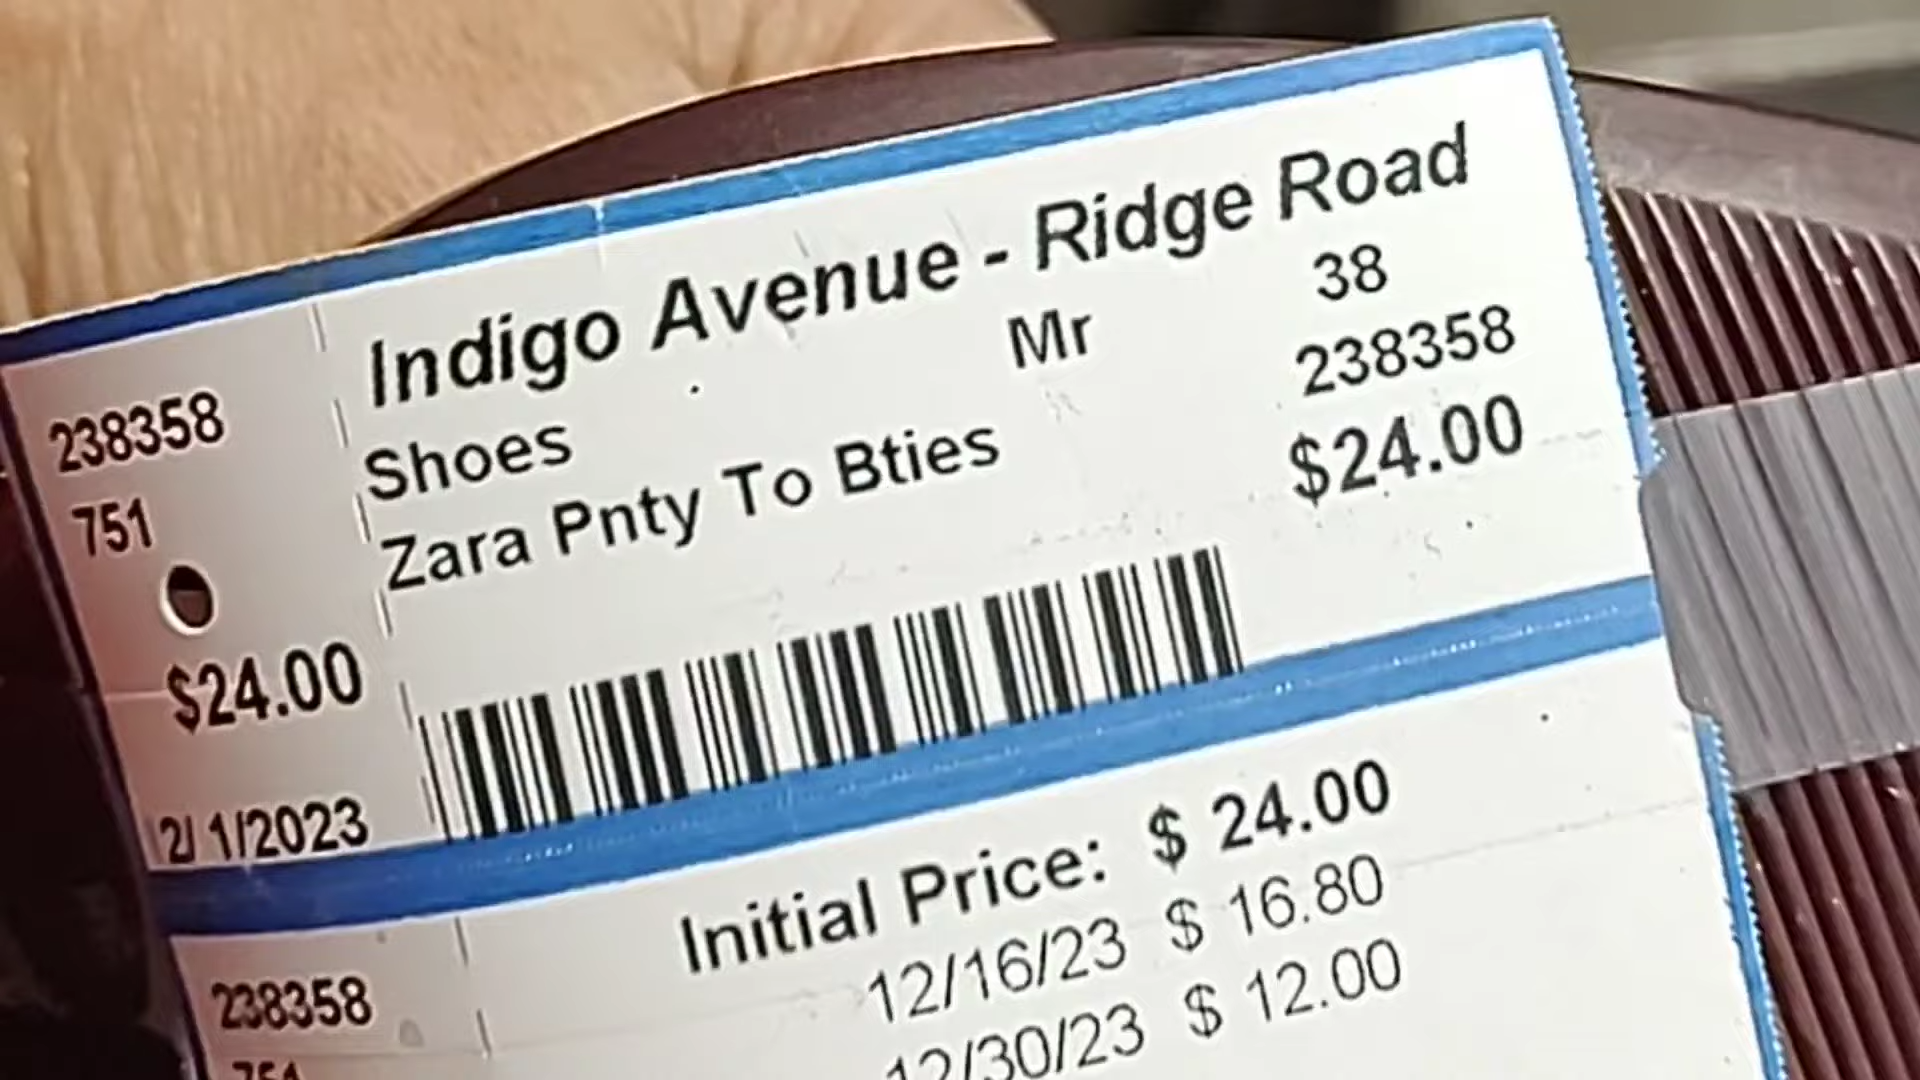 Indigo Avenue - Ridge Road
238358
Shoes
Mr
38
751
Zara Pnty To Bties
238358
$24.00
$24.00
2/ 1/2023
Initial Price: $ 24.00
238358
12/16/23 $ 16.80
751
12/30/23 $ 12.00